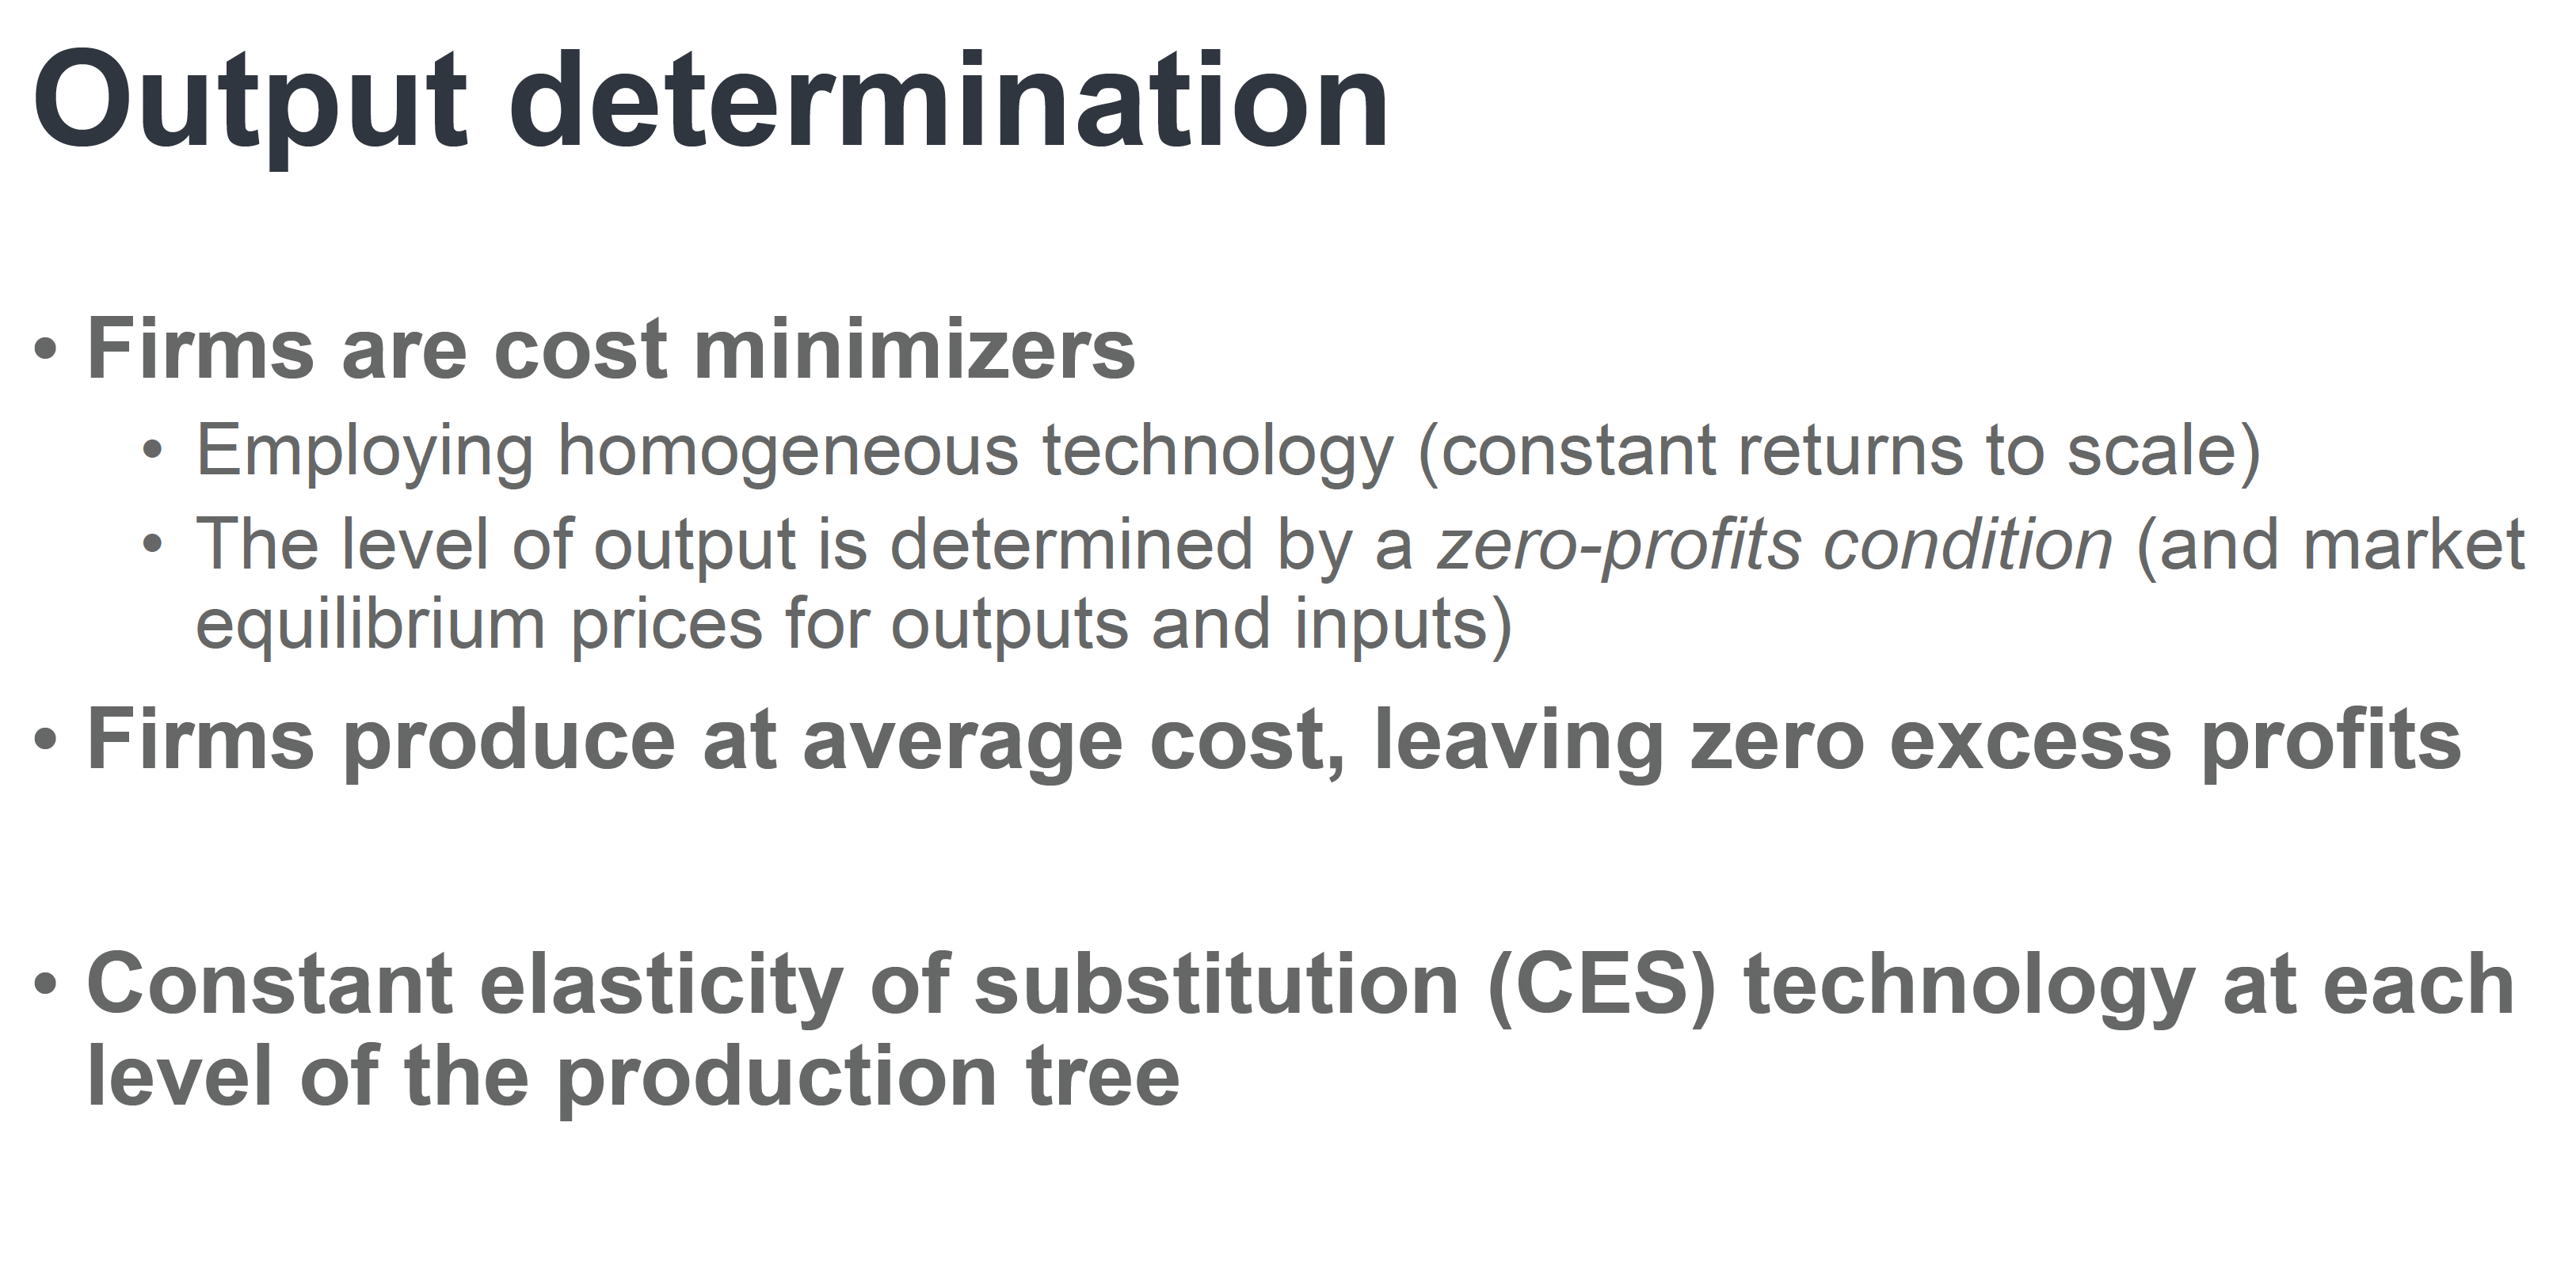 Output determination
• Firms are cost minimizers
• Employing homogeneous technology (constant returns to scale)
• The level of output is determined by a zero-profits condition (and market
equilibrium prices for outputs and inputs)
• Firms produce at average cost, leaving zero excess profits
• Constant elasticity of substitution (CES) technology at each
level of the production tree